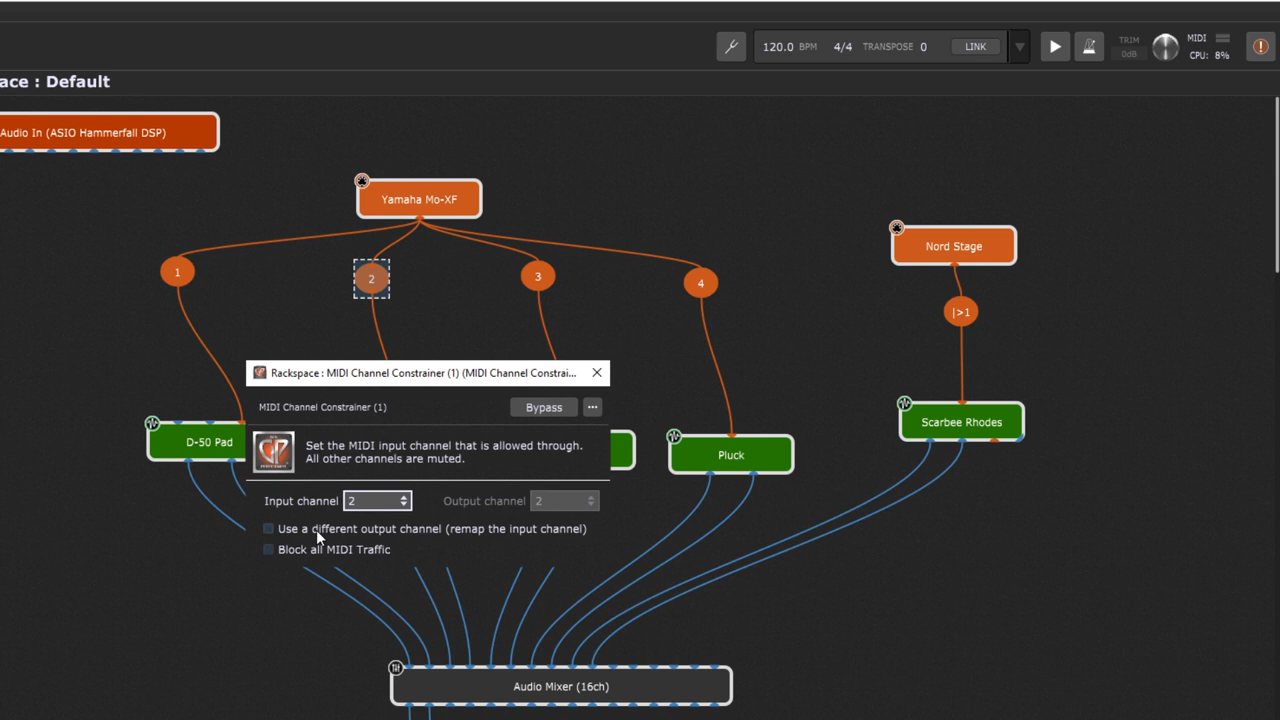 120.0 BPM 4/4 TRANSPOSE 0 LINK
TRIM
0dB
MIDI
CPU: 8%
ace : Default
Audio In (ASIO Hammerfall DSP)
Yamaha Mo-XF
Nord Stage
1
2
3
4
|>1
Rackspace : MIDI Channel Constrainer (1) (MIDI Channel Constrai...
MIDI Channel Constrainer (1)
Bypass
Set the MIDI input channel that is allowed through.
All other channels are muted.
Input channel 2 Output channel 2
Use a different output channel (remap the input channel)
Block all MIDI Traffic
D-50 Pad
Pluck
Scarbee Rhodes
Audio Mixer (16ch)